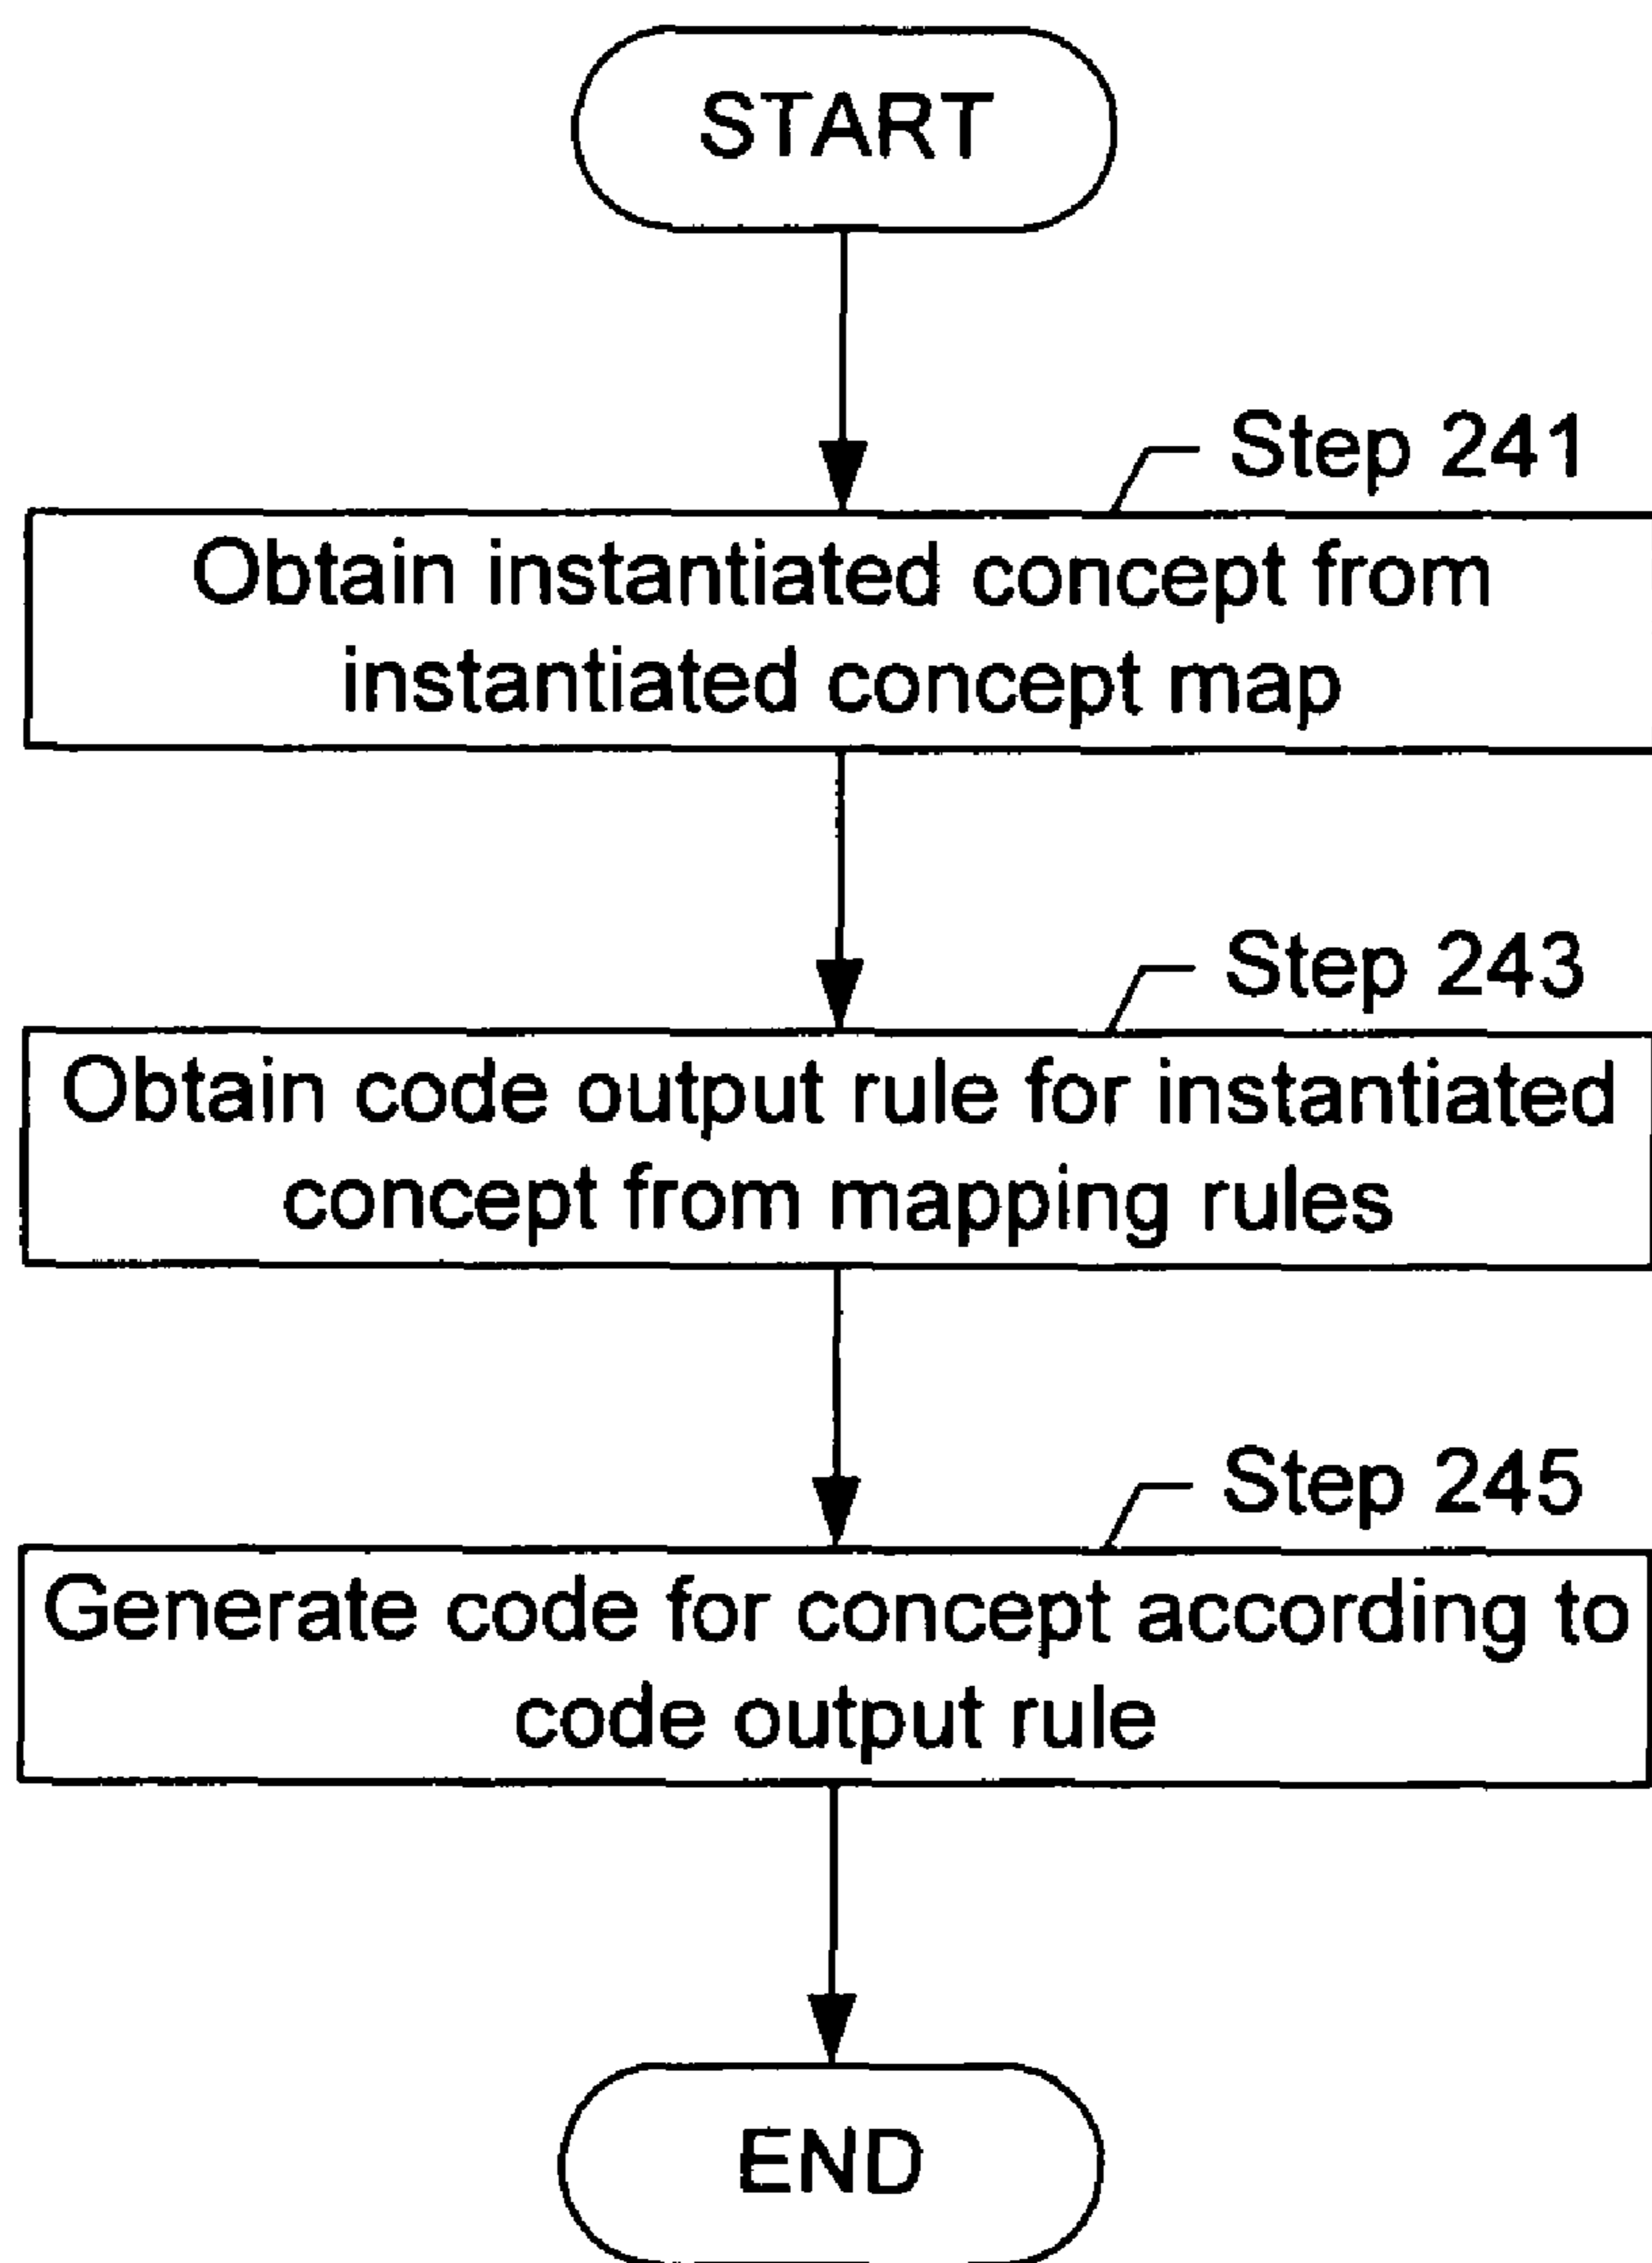 START
Step 241
Obtain instantiated concept from
instantiated concept map
Step 243
Obtain code output rule for instantiated
concept from mapping rules
Step 245
Generate code for concept according to
code output rule
END